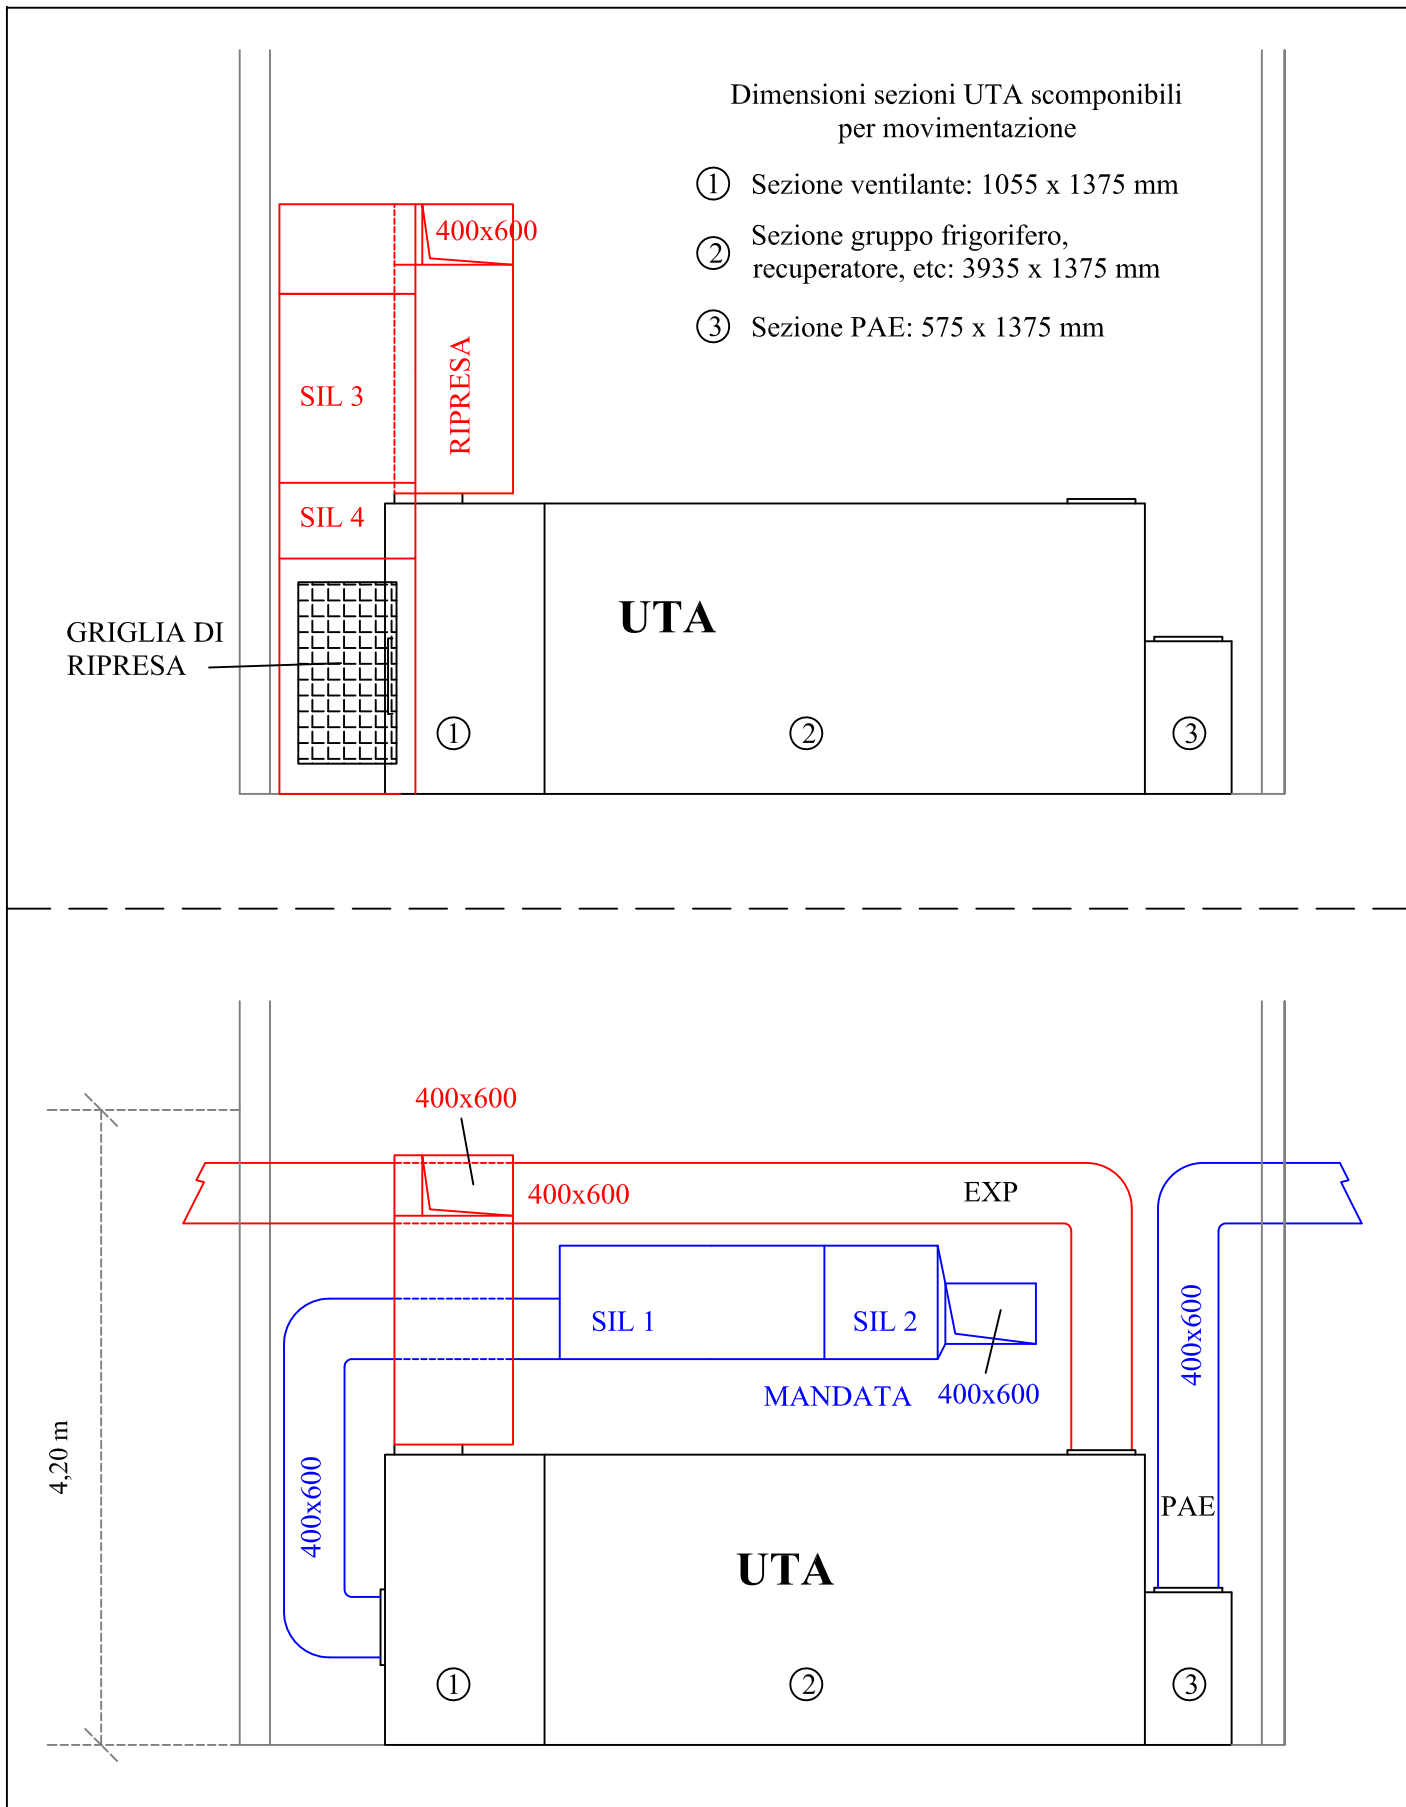 Dimensioni sezioni UTA scomponibili
per movimentazione
1 Sezione ventilante: 1055 x 1375 mm
2 Sezione gruppo frigorifero,
recuperatore, etc: 3935 x 1375 mm
3 Sezione PAE: 575 x 1375 mm
400x600
RIPRESA
SIL 3
SIL 4
UTA
GRIGLIA DI
RIPRESA
1
2
3
400x600
400x600
EXP
SIL 1
SIL 2
400x600
MANDATA
400x600
4,20 m
400x600
PAE
UTA
1
2
3